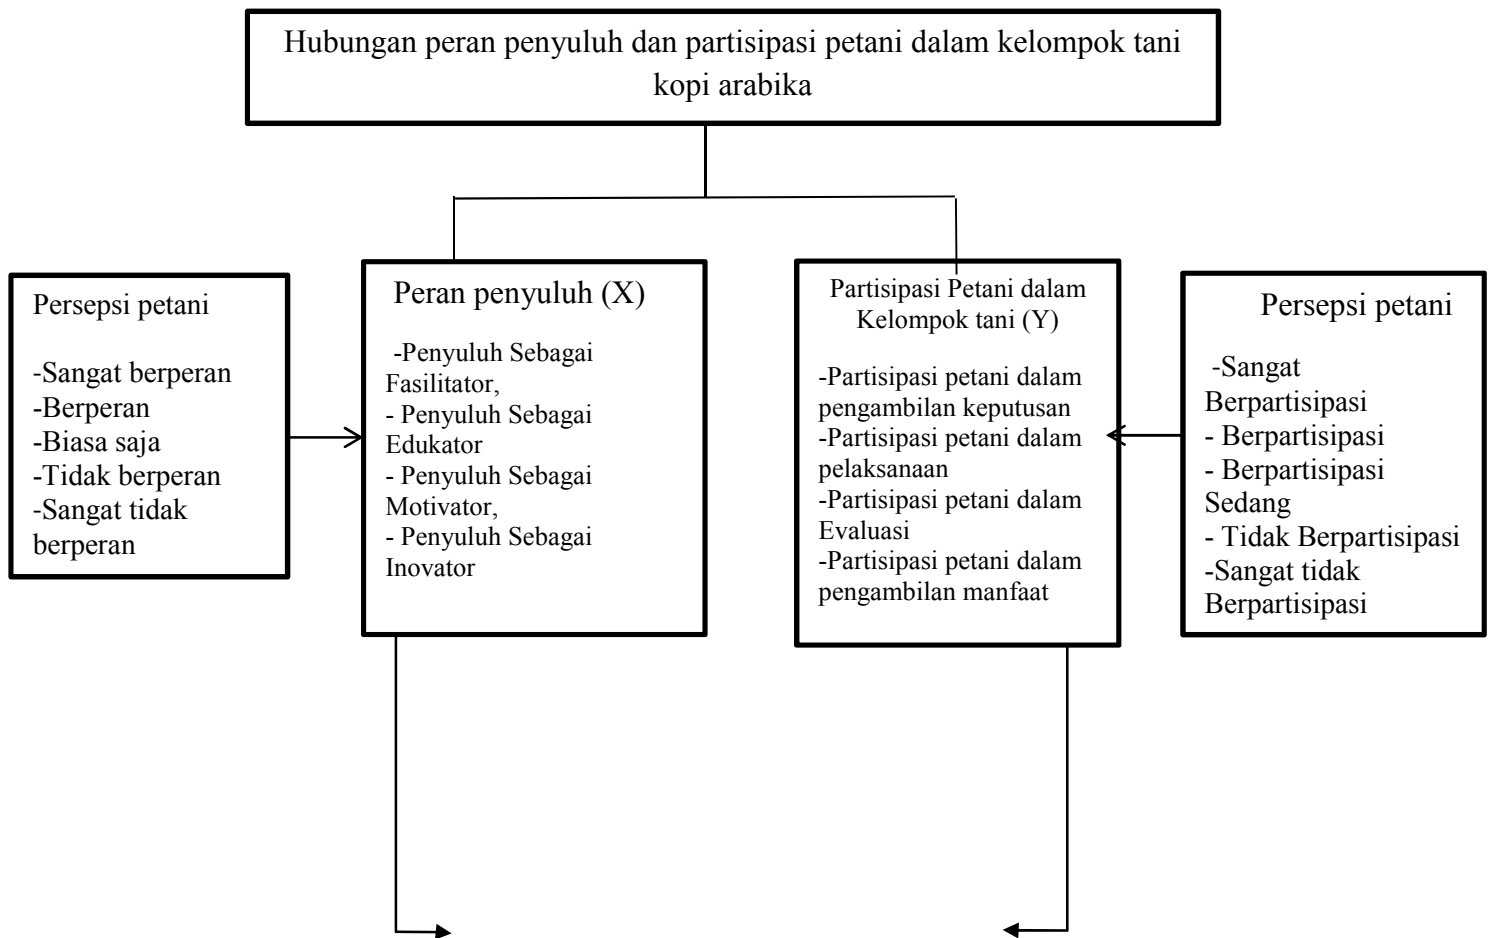 Hubungan peran penyuluh dan partisipasi petani dalam kelompok tani
kopi arabika
Persepsi petani
-Sangat berperan
-Berperan
-Biasa saja
-Tidak berperan
-Sangat tidak
berperan
Peran penyuluh (X)
-Penyuluh Sebagai
Fasilitator,
- Penyuluh Sebagai
Edukator
- Penyuluh Sebagai
Motivator,
- Penyuluh Sebagai
Inovator
Partisipasi Petani dalam
Kelompok tani (Y)
-Partisipasi petani dalam
pengambilan keputusan
-Partisipasi petani dalam
pelaksanaan
-Partisipasi petani dalam
Evaluasi
-Partisipasi petani dalam
pengambilan manfaat
Persepsi petani
-Sangat
Berpartisipasi
- Berpartisipasi
- Berpartisipasi
Sedang
- Tidak Berpartisipasi
-Sangat tidak
Berpartisipasi